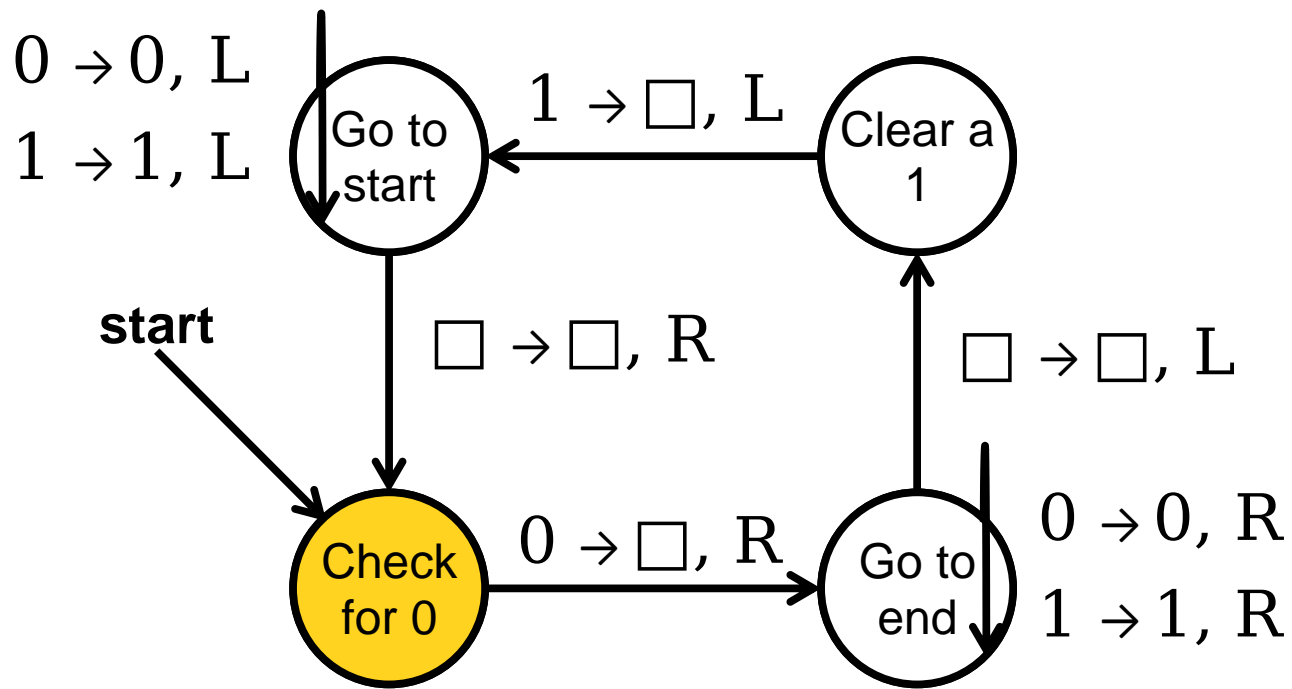 0 → 0, L
1 → 1, L
Go to
start
1 → □, L
Clear a
1
start
□ → □, R
□ → □, L
Check
for 0
0 → □, R
Go to
end
0 → 0, R
1 → 1, R